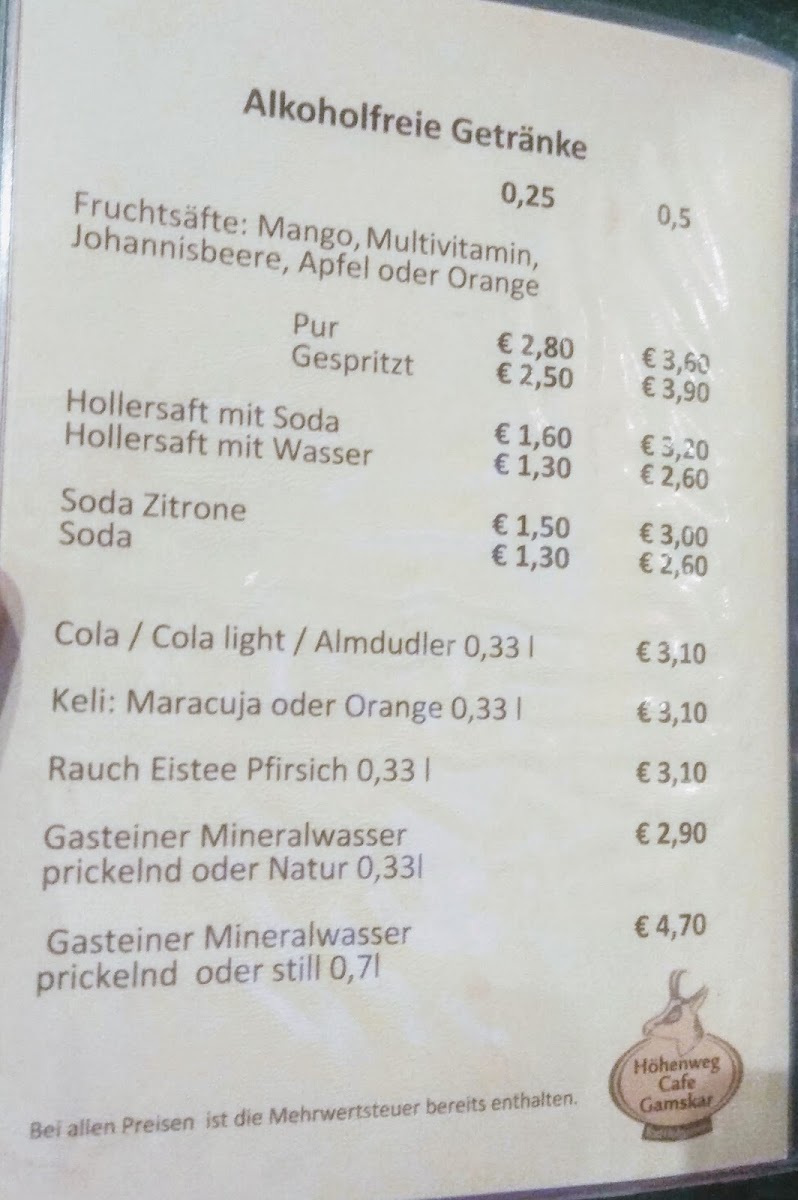 Alkoholfreie Getränke
0,25 0,5
Fruchtsäfte: Mango, Multivitamin,
Johannisbeere, Apfel oder Orange
Pur € 2,80 € 3,60
Gespritzt € 2,50 € 3,90
Hollersaft mit Soda € 1,60 € 3,20
Hollersaft mit Wasser € 1,30 € 2,60
Soda Zitrone € 1,50 € 3,00
Soda € 1,30 € 2,60
Cola / Cola light / Almdudler 0,33 l € 3,10
Keli: Maracuja oder Orange 0,33 l € 3,10
Rauch Eistee Pfirsich 0,33 l € 3,10
Gasteiner Mineralwasser € 2,90
prickelnd oder Natur 0,33l
Gasteiner Mineralwasser € 4,70
prickelnd oder still 0,7l
Höhenweg
Cafe
Gamskar
Bei allen Preisen ist die Mehrwertsteuer bereits enthalten.